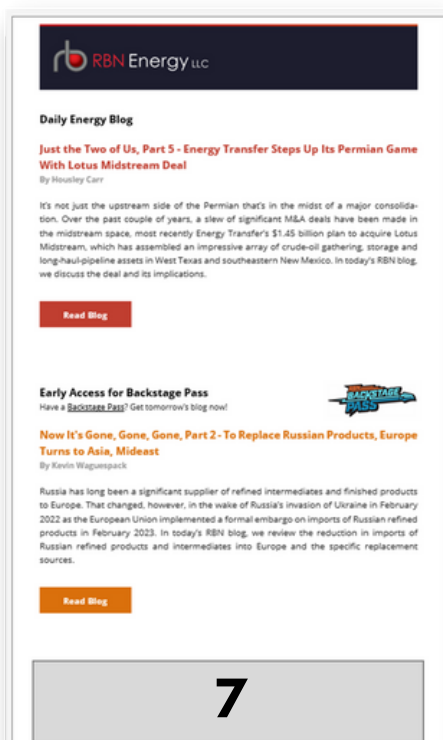 rb RBN Energy LLC
Daily Energy Blog
Just the Two of Us, Part 5 - Energy Transfer Steps Up Its Permian Game
With Lotus Midstream Deal
By Housley Carr
It's not just the upstream side of the Permian that's in the midst of a major consolida-
tion. Over the past couple of years, a slew of significant M&A deals have been made in
the midstream space, most recently Energy Transfer's $1.45 billion plan to acquire Lotus
Midstream, which has assembled an impressive array of crude-oil gathering, storage and
long-haul-pipeline assets in West Texas and southeastern New Mexico. In today's RBN blog,
we discuss the deal and its implications.
Read Blog
Early Access for Backstage Pass
Have a Backstage Pass? Get tomorrow's blog now!
BACKSTAGE
PASS
Now It's Gone, Gone, Gone, Part 2 - To Replace Russian Products, Europe
Turns to Asia, Mideast
By Kevin Waguespack
Russia has long been a significant supplier of refined intermediates and finished products
to Europe. That changed, however, in the wake of Russia's invasion of Ukraine in February
2022 as the European Union implemented a formal embargo on imports of Russian refined
products in February 2023. In today's RBN blog, we review the reduction in imports of
Russian refined products and intermediates into Europe and the specific replacement
sources.
Read Blog
7